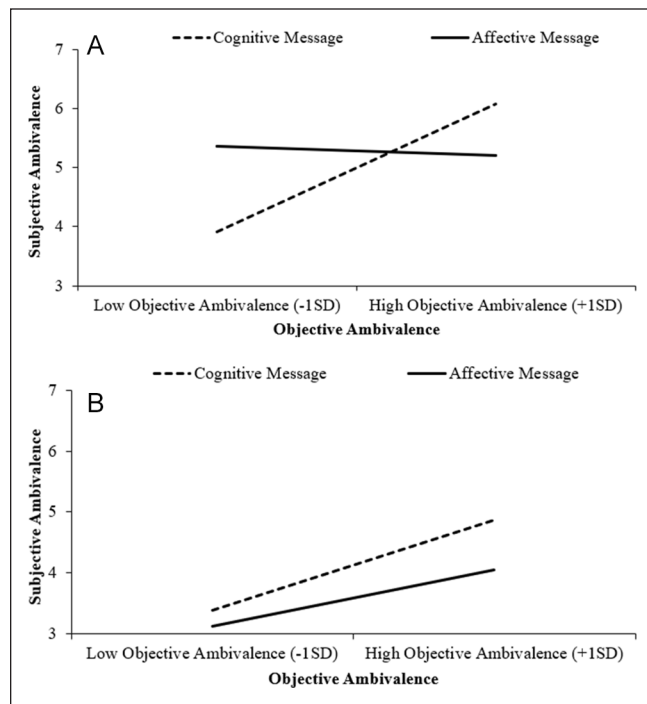 A
Cognitive Message Affective Message
7
6
5
4
3
Subjective Ambivalence
Low Objective Ambivalence (-1SD) High Objective Ambivalence (+1SD)
Objective Ambivalence
Cognitive Message Affective Message
B
7
6
5
4
3
Subjective Ambivalence
Low Objective Ambivalence (-1SD) High Objective Ambivalence (+1SD)
Objective Ambivalence